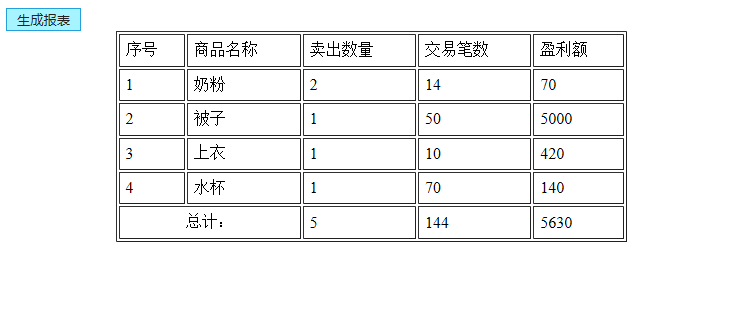 生成报表
序号 商品名称 卖出数量 交易笔数 盈利额
1 奶粉 2 14 70
2 被子 1 50 5000
3 上衣 1 10 420
4 水杯 1 70 140
总计： 5 144 5630